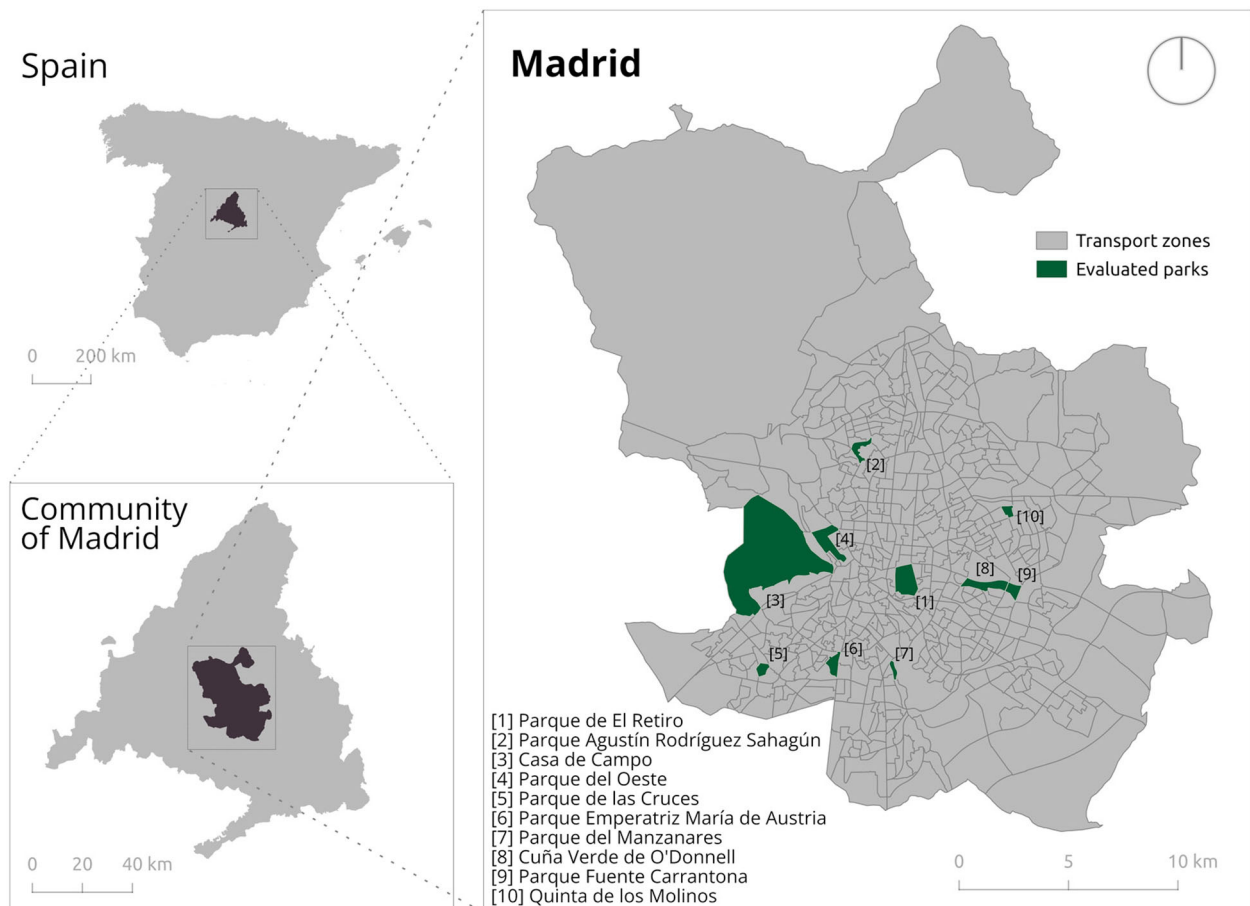 Spain
0 200 km
Community
of Madrid
0 20 40 km
Madrid
Transport zones
Evaluated parks
[2]
[10]
[4]
[8]
[9]
[3]
[1]
[5]
[6]
[7]
[1] Parque de El Retiro
[2] Parque Agustín Rodríguez Sahagún
[3] Casa de Campo
[4] Parque del Oeste
[5] Parque de las Cruces
[6] Parque Emperatriz María de Austria
[7] Parque del Manzanares
[8] Cuña Verde de O'Donnell
[9] Parque Fuente Carrantona
[10] Quinta de los Molinos
0 5 10 km